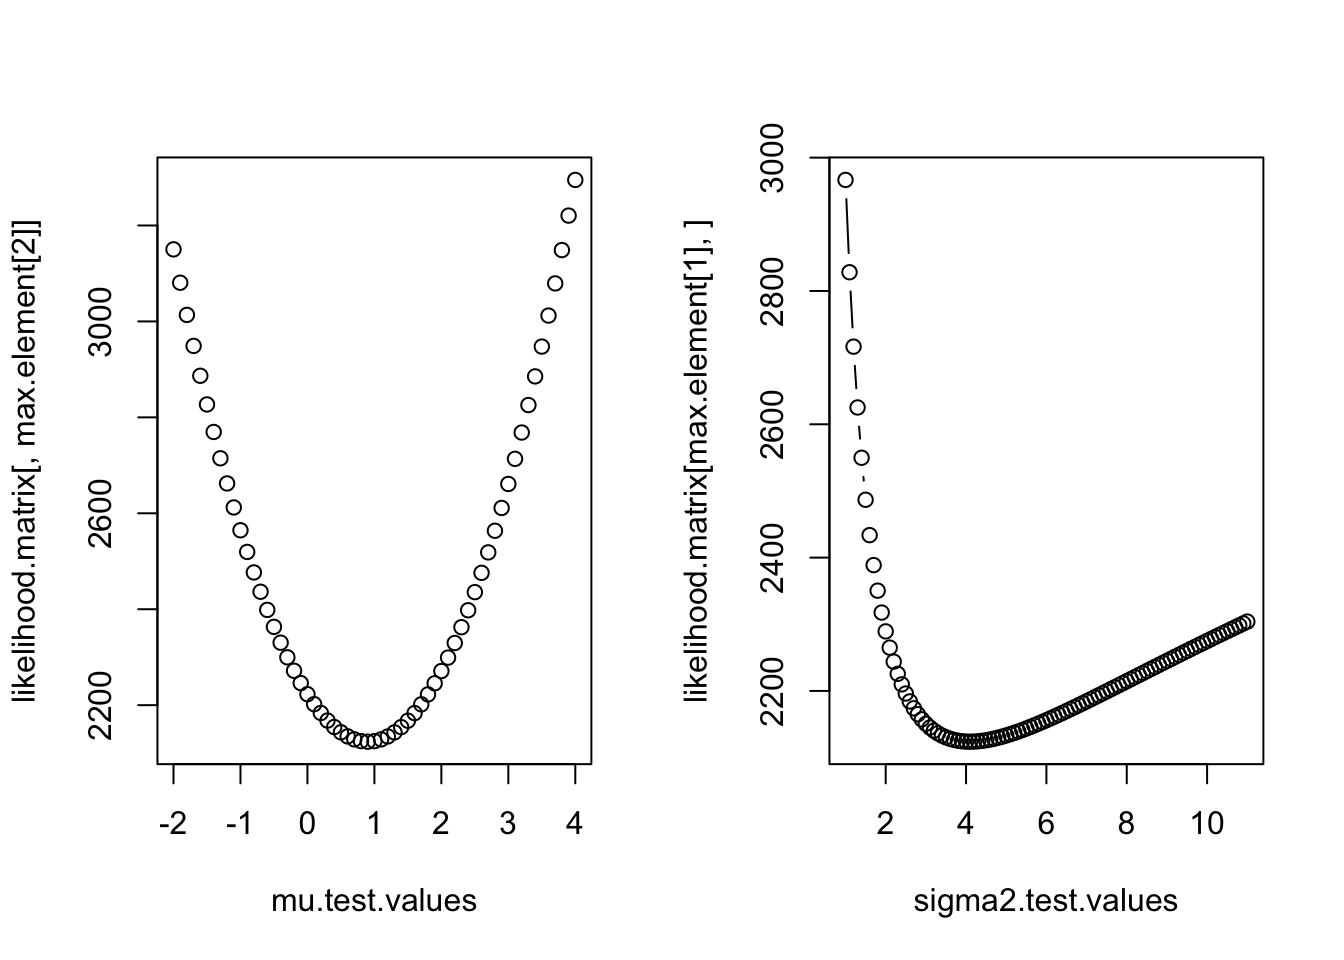 likelihood.matrix[, max.element[2]]
3000
2600
2200
-2 -1 0 1 2 3 4
mu.test.values
likelihood.matrix[max.element[1], ]
3000
2800
2600
2400
2200
2 4 6 8 10
sigma2.test.values